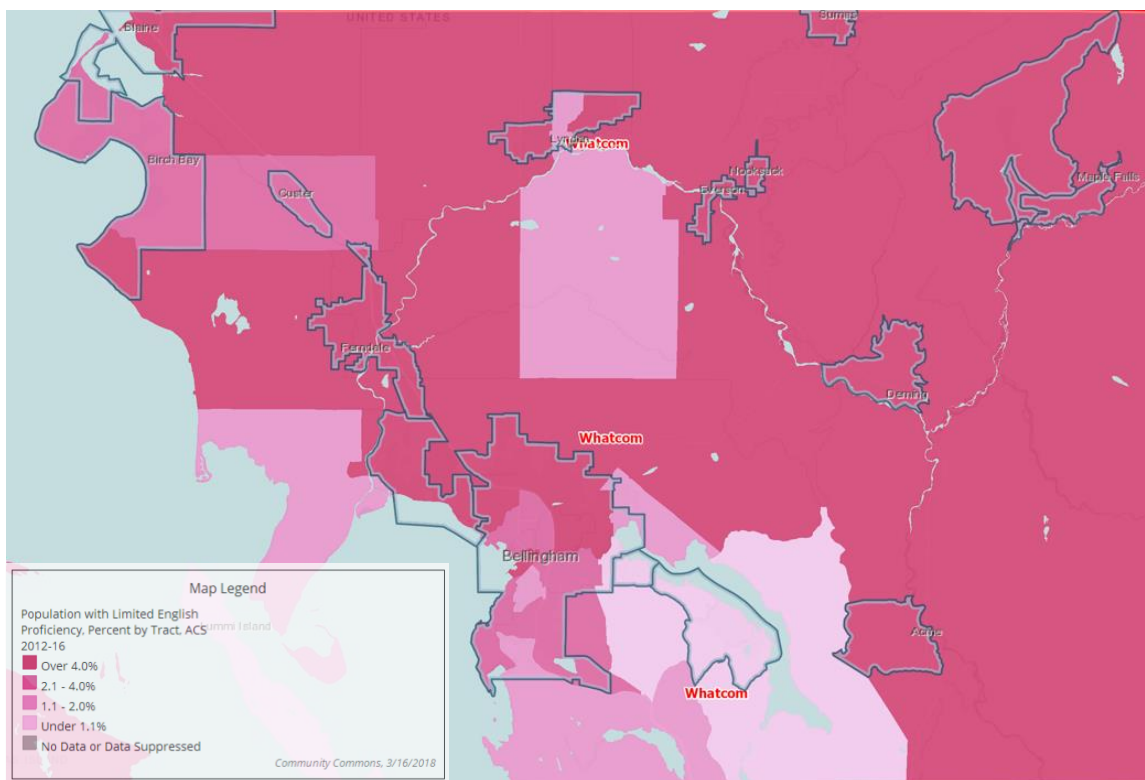 UNITED STATES
Blaine
Sumas
Lynden
Whatcom
Nooksack
Birch Bay
Custer
Everson
Maple Falls
Ferndale
Deming
Whatcom
Bellingham
Acme
Whatcom
Map Legend
Population with Limited English
Proficiency, Percent by Tract, ACS
2012-16
Lummi Island
Over 4.0%
2.1 - 4.0%
1.1 - 2.0%
Under 1.1%
No Data or Data Suppressed
Community Commons, 3/16/2018